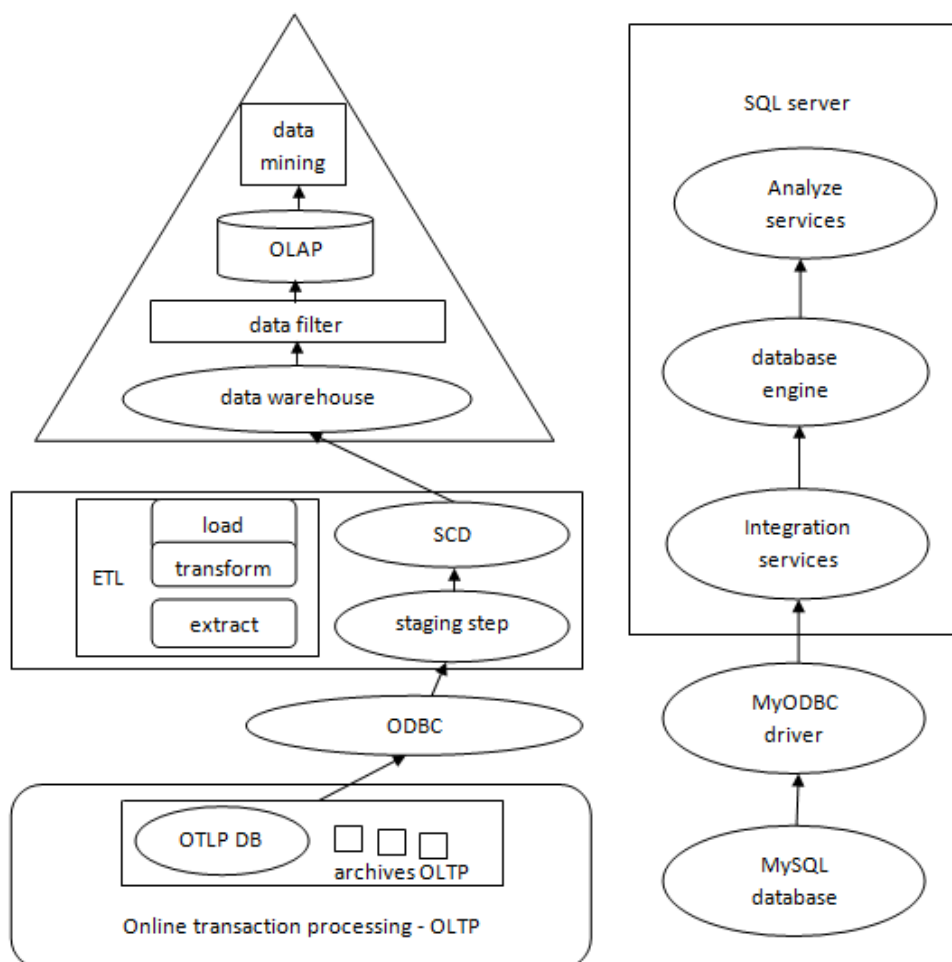 data
mining
OLAP
data filter
data warehouse
load
transform
ETL
extract
SCD
staging step
ODBC
OTLP DB
archives OLTP
Online transaction processing - OLTP
SQL server
Analyze
services
database
engine
Integration
services
MyODBC
driver
MySQL
database